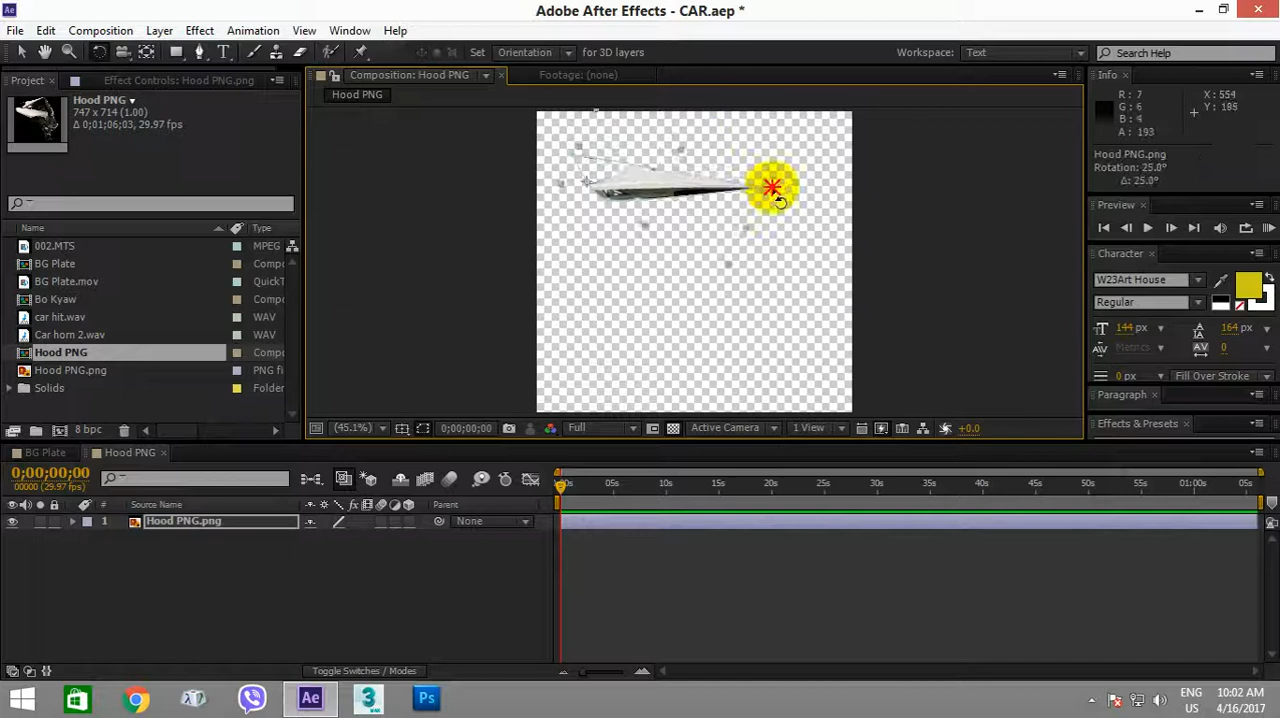 Adobe After Effects - CAR.aep *
File Edit Composition Layer Effect Animation View Window Help
Set Orientation for 3D layers Workspace: Text Search Help
Project Effect Controls: Hood PNG.png Composition: Hood PNG Footage: (none) Info
Hood PNG
747 x 714 (1.00)
Δ 0;01:06;03, 29.97 fps
Hood PNG
R: 7
G: 6
B: 4
A: 193
X: 554
Y: 185
Hood PNG.png
Rotation: 25.0°
Δ: 25.0°
Preview
Name Type
002.MTS MPEG
BG Plate Compo
BG Plate.mov QuickT
Bo Kyaw Compo
car hit.wav WAV
Car horn 2.wav WAV
Hood PNG Compo
Hood PNG.png PNG fi
Solids Folder
8 bpc
Character
W23Art House
Regular
144 px 164 px
Metrics 0
0 px Fill Over Stroke
Paragraph
Effects & Presets
(45.1%) 0;00;00;00 Full Active Camera 1 View +0.0
BG Plate Hood PNG
0;00;00;00
00000 (29.97 fps)
05s 10s 15s 20s 25s 30s 35s 40s 45s 50s 55s 01:00s 05s
# Source Name Parent
1 Hood PNG.png None
Toggle Switches / Modes
ENG
US
10:02 AM
4/16/2017